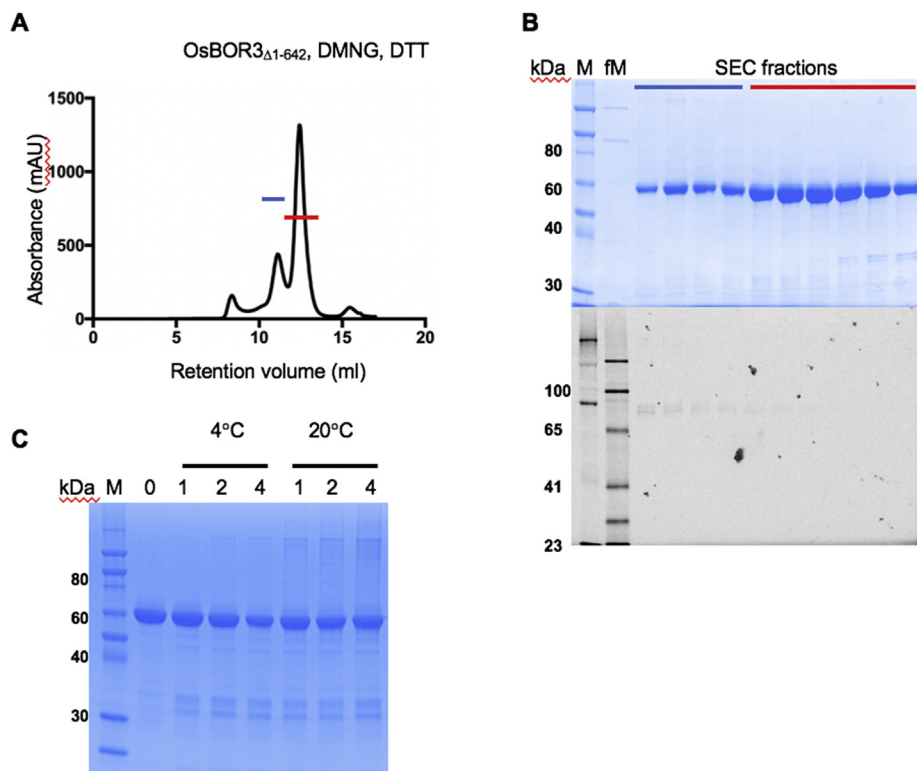 A
OsBOR3Δ1-642, DMNG, DTT
Absorbance (mAU)
1500
1000
500
0
0 5 10 15 20
Retention volume (ml)
B
kDa M fM SEC fractions
80
60
40
30
100
65
41
23
C
4°C 20°C
kDa M 0 1 2 4 1 2 4
80
60
40
30